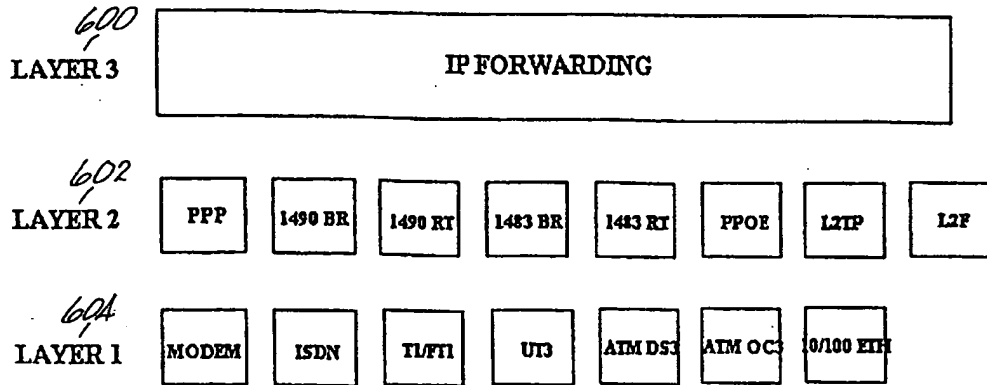 600
LAYER 3
IP FORWARDING
602
LAYER 2
PPP
1490 BR
1490 RT
1483 BR
1483 RT
PPOE
L2TP
L2F
604
LAYER 1
MODEM
ISDN
T1/FT1
UT3
ATM DS3
ATM OC3
10/100 ETH